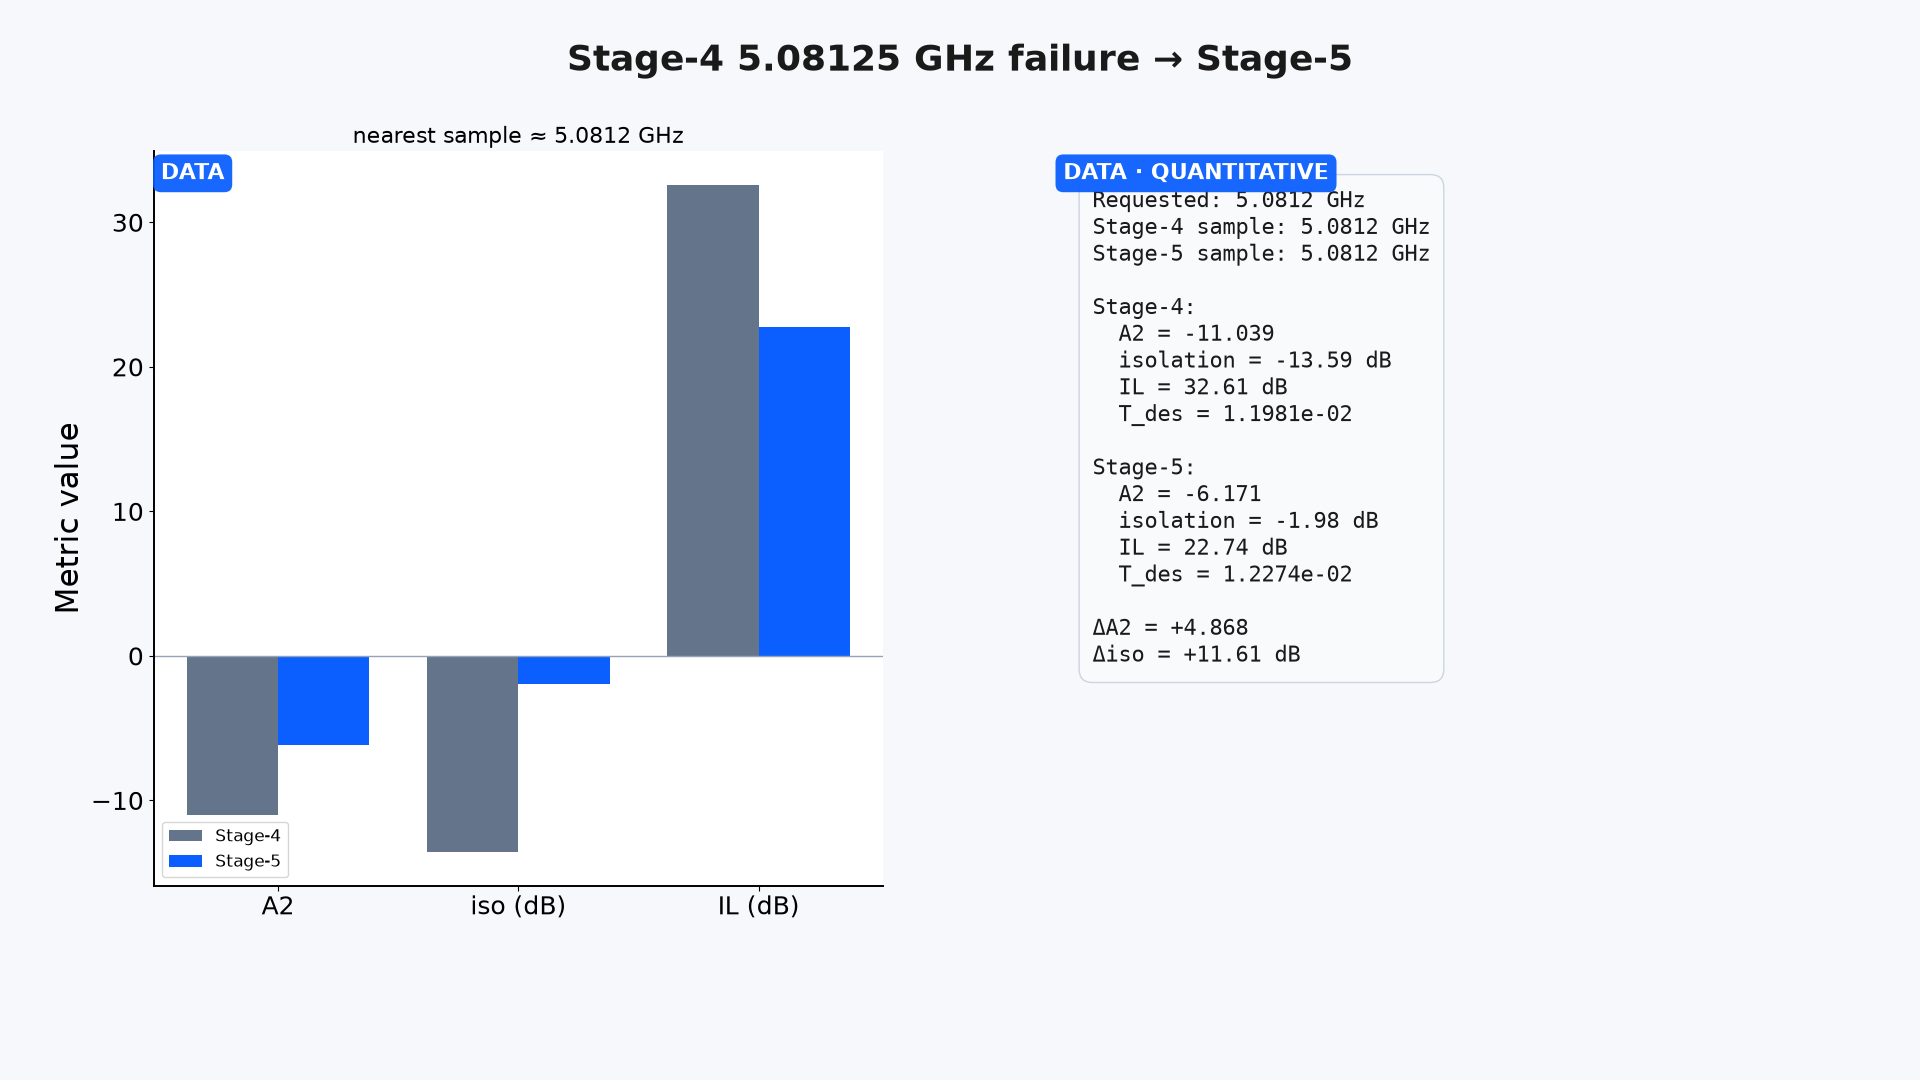 Stage-4 5.08125 GHz failure → Stage-5
nearest sample ≈ 5.0812 GHz
DATA
30
20
10
0
−10
Metric value
Stage-4
Stage-5
A2
iso (dB)
IL (dB)
DATA · QUANTITATIVE
Requested: 5.0812 GHz
Stage-4 sample: 5.0812 GHz
Stage-5 sample: 5.0812 GHz
Stage-4:
A2 = -11.039
isolation = -13.59 dB
IL = 32.61 dB
T_des = 1.1981e-02
Stage-5:
A2 = -6.171
isolation = -1.98 dB
IL = 22.74 dB
T_des = 1.2274e-02
ΔA2 = +4.868
Δiso = +11.61 dB